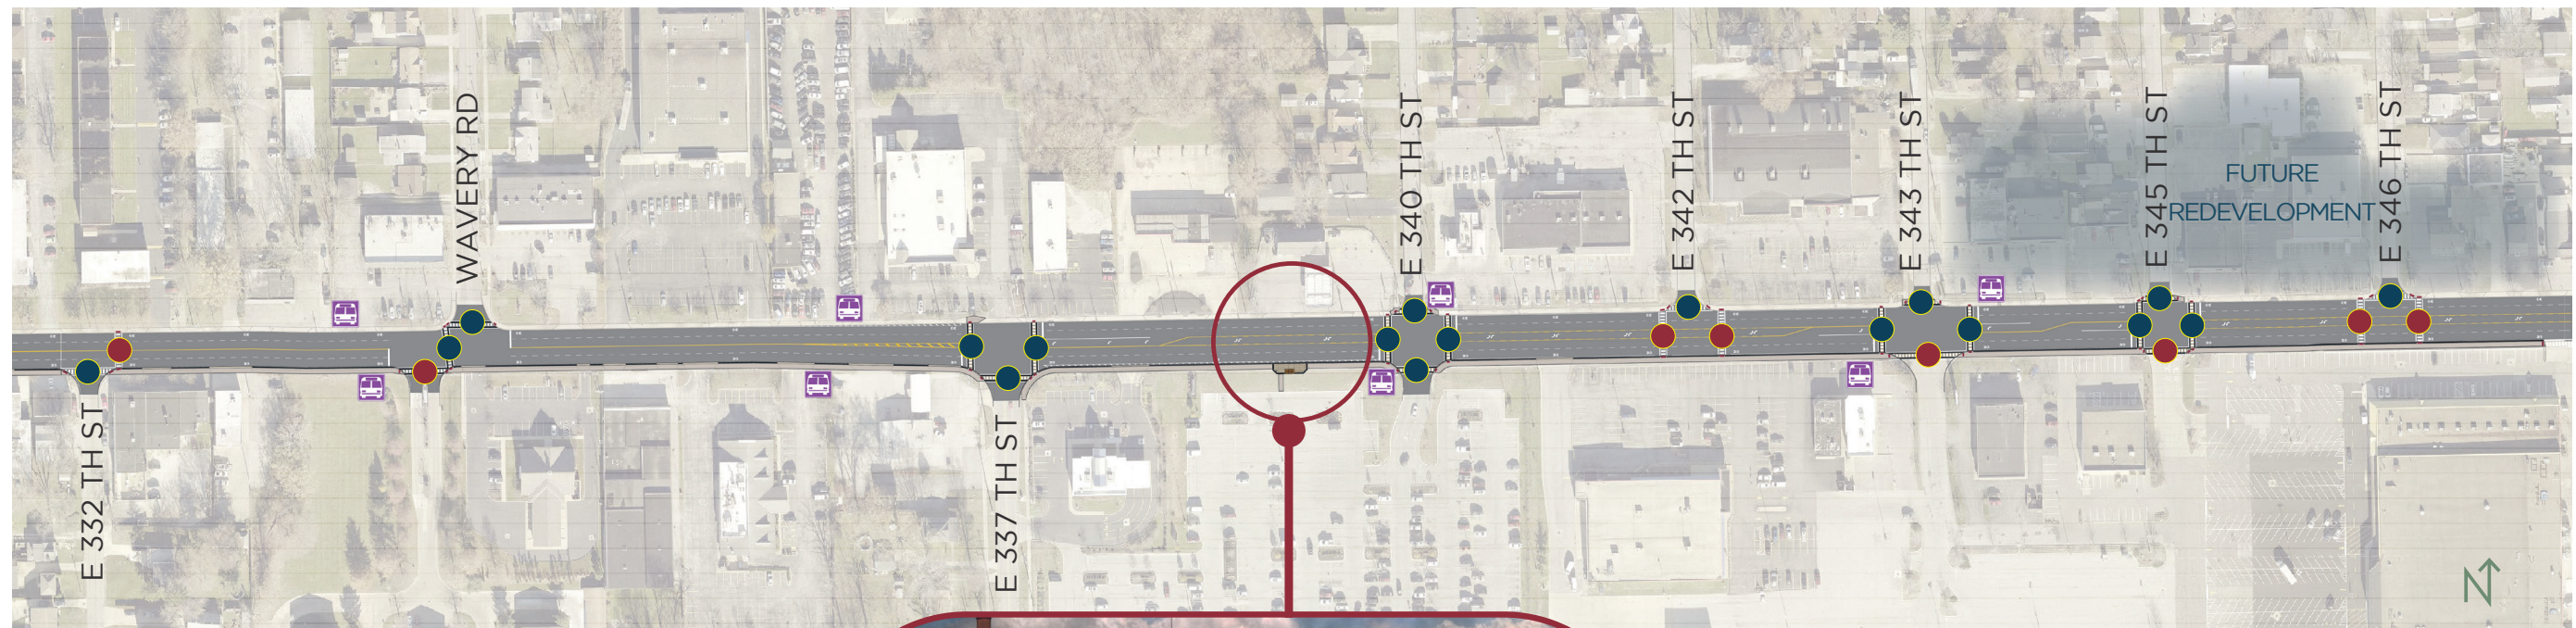 E 332 TH ST
WAVERY RD
E 337 TH ST
E 340 TH ST
E 342 TH ST
E 343 TH ST
E 345 TH ST
FUTURE
REDEVELOPMENT
E 346 TH ST
N